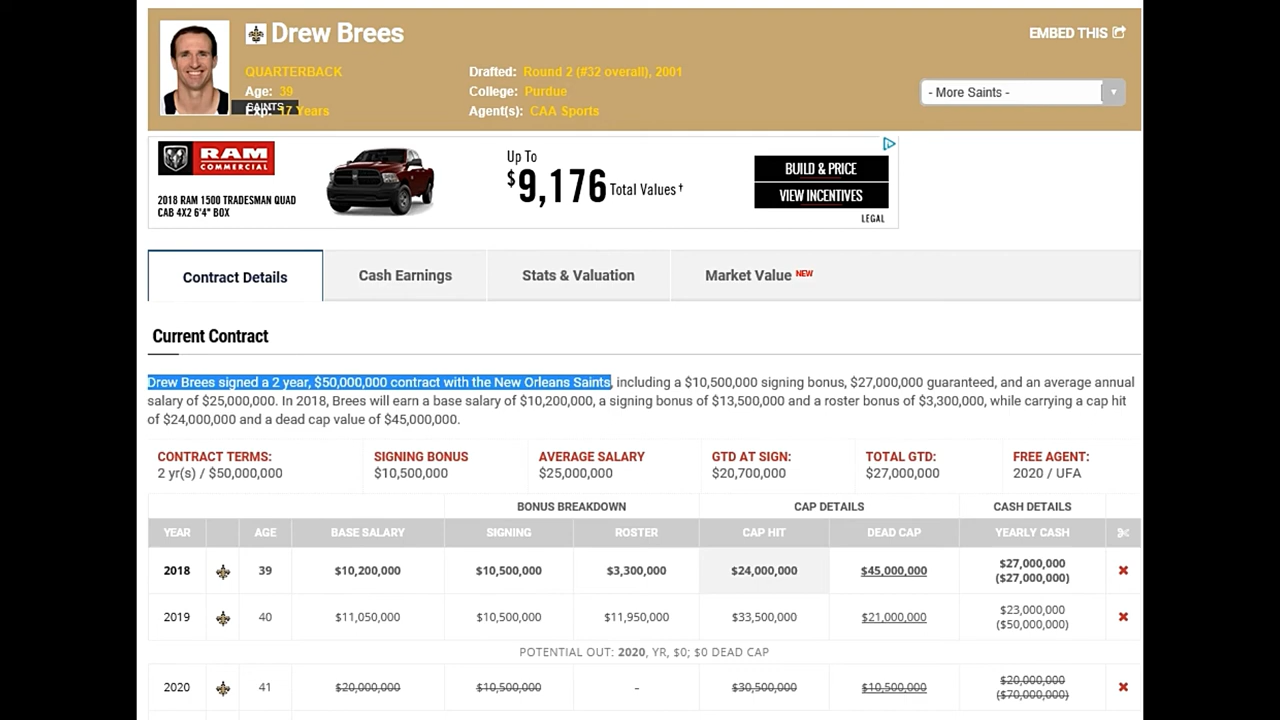 Drew Brees
EMBED THIS
QUARTERBACK
Drafted: Round 2 (#32 overall), 2001
Age: 39
College: Purdue
- More Saints -
SAINTS
Exp: 17 Years
Agent(s): CAA Sports
RAM
COMMERCIAL
2018 RAM 1500 TRADESMAN QUAD
CAB 4X2 6'4" BOX
Up To
$9,176 Total Values †
BUILD & PRICE
VIEW INCENTIVES
LEGAL
Contract Details
Cash Earnings
Stats & Valuation
Market Value NEW
Current Contract
Drew Brees signed a 2 year, $50,000,000 contract with the New Orleans Saints, including a $10,500,000 signing bonus, $27,000,000 guaranteed, and an average annual
salary of $25,000,000. In 2018, Brees will earn a base salary of $10,200,000, a signing bonus of $13,500,000 and a roster bonus of $3,300,000, while carrying a cap hit
of $24,000,000 and a dead cap value of $45,000,000.
CONTRACT TERMS: SIGNING BONUS AVERAGE SALARY GTD AT SIGN: TOTAL GTD: FREE AGENT:
2 yr(s) / $50,000,000 $10,500,000 $25,000,000 $20,700,000 $27,000,000 2020 / UFA
BONUS BREAKDOWN CAP DETAILS CASH DETAILS
YEAR AGE BASE SALARY SIGNING ROSTER CAP HIT DEAD CAP YEARLY CASH
2018 39 $10,200,000 $10,500,000 $3,300,000 $24,000,000 $45,000,000 $27,000,000
($27,000,000)
2019 40 $11,050,000 $10,500,000 $11,950,000 $33,500,000 $21,000,000 $23,000,000
($50,000,000)
POTENTIAL OUT: 2020, YR, $0; $0 DEAD CAP
2020 41 $20,000,000 $10,500,000 - $30,500,000 $10,500,000 $20,000,000
($70,000,000)